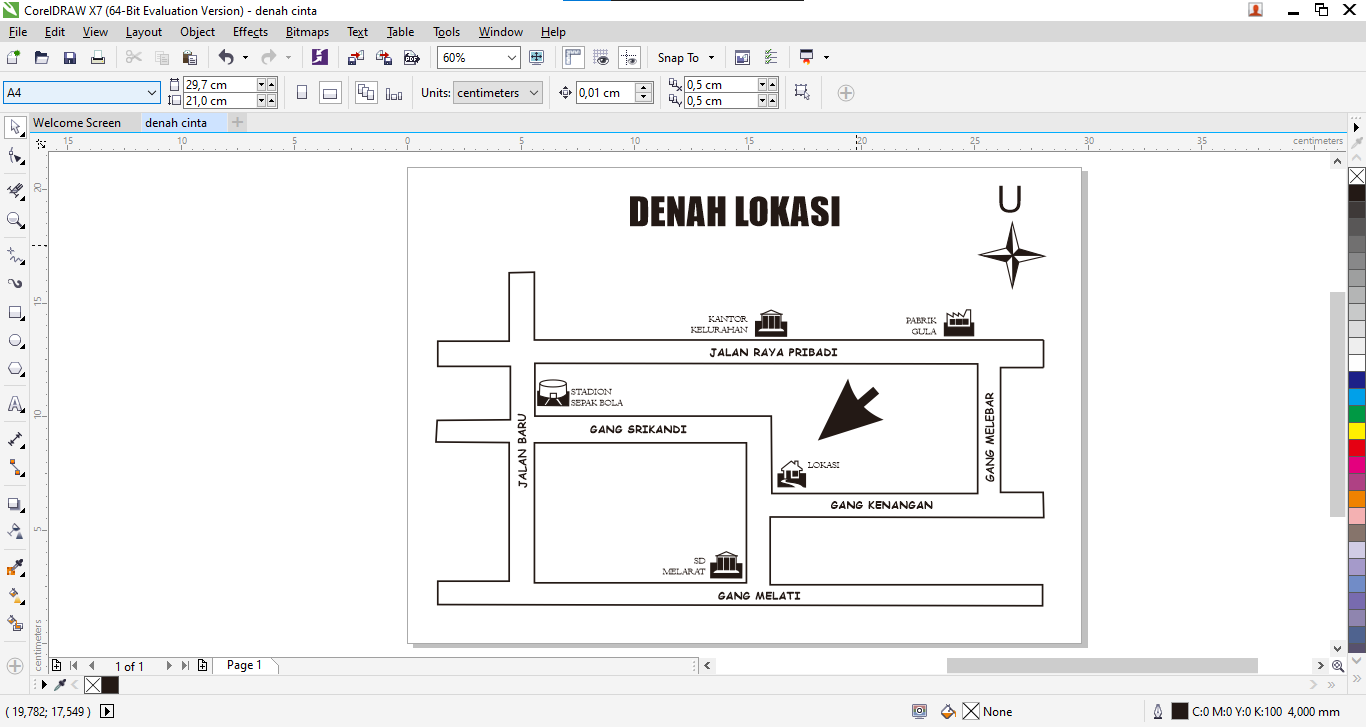 CorelDRAW X7 (64-Bit Evaluation Version) - denah cinta
File Edit View Layout Object Effects Bitmaps Text Table Tools Window Help
60% Snap To
A4 29,7 cm 21,0 cm Units: centimeters 0,01 cm 0,5 cm 0,5 cm
Welcome Screen denah cinta
15 10 5 0 5 10 15 20 25 30 35 centimeters
20
15
10
5
centimeters
DENAH LOKASI
U
KANTOR
KELURAHAN
PABRIK
GULA
JALAN RAYA PRIBADI
STADION
SEPAK BOLA
GANG SRIKANDI
JALAN BARU
GANG MELEBAR
LOKASI
GANG KENANGAN
SD
MELARAT
GANG MELATI
1 of 1 Page 1
( 19,782; 17,549 ) None C:0 M:0 Y:0 K:100 4,000 mm